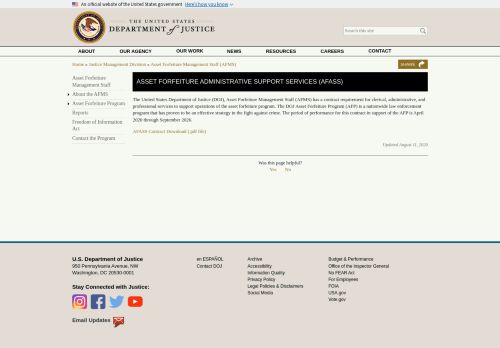 An official website of the United States government Here's how you know
THE UNITED STATES
DEPARTMENT of JUSTICE
Search this site
ABOUT OUR AGENCY OUR WORK NEWS RESOURCES CAREERS CONTACT
Home » Justice Management Division » Asset Forfeiture Management Staff (AFMS)
SHARE
Asset Forfeiture
Management Staff
About the AFMS
Asset Forfeiture Program
Reports
Freedom of Information
Act
Contact the Program
ASSET FORFEITURE ADMINISTRATIVE SUPPORT SERVICES (AFASS)
The United States Department of Justice (DOJ), Asset Forfeiture Management Staff (AFMS) has a contract requirement for clerical, administrative, and
professional services to support operations of the asset forfeiture program. The DOJ Asset Forfeiture Program (AFP) is a nationwide law enforcement
program that has proven to be an effective strategy in the fight against crime. The period of performance for this contract in support of the AFP is April
2020 through September 2026.
AFASS Contract Download (.pdf file)
Updated August 11, 2020
Was this page helpful?
Yes No
U.S. Department of Justice
950 Pennsylvania Avenue, NW
Washington, DC 20530-0001
Stay Connected with Justice:
Email Updates
en ESPAÑOL
Contact DOJ
Archive
Accessibility
Information Quality
Privacy Policy
Legal Policies & Disclaimers
Social Media
Budget & Performance
Office of the Inspector General
No FEAR Act
For Employees
FOIA
USA.gov
Vote.gov